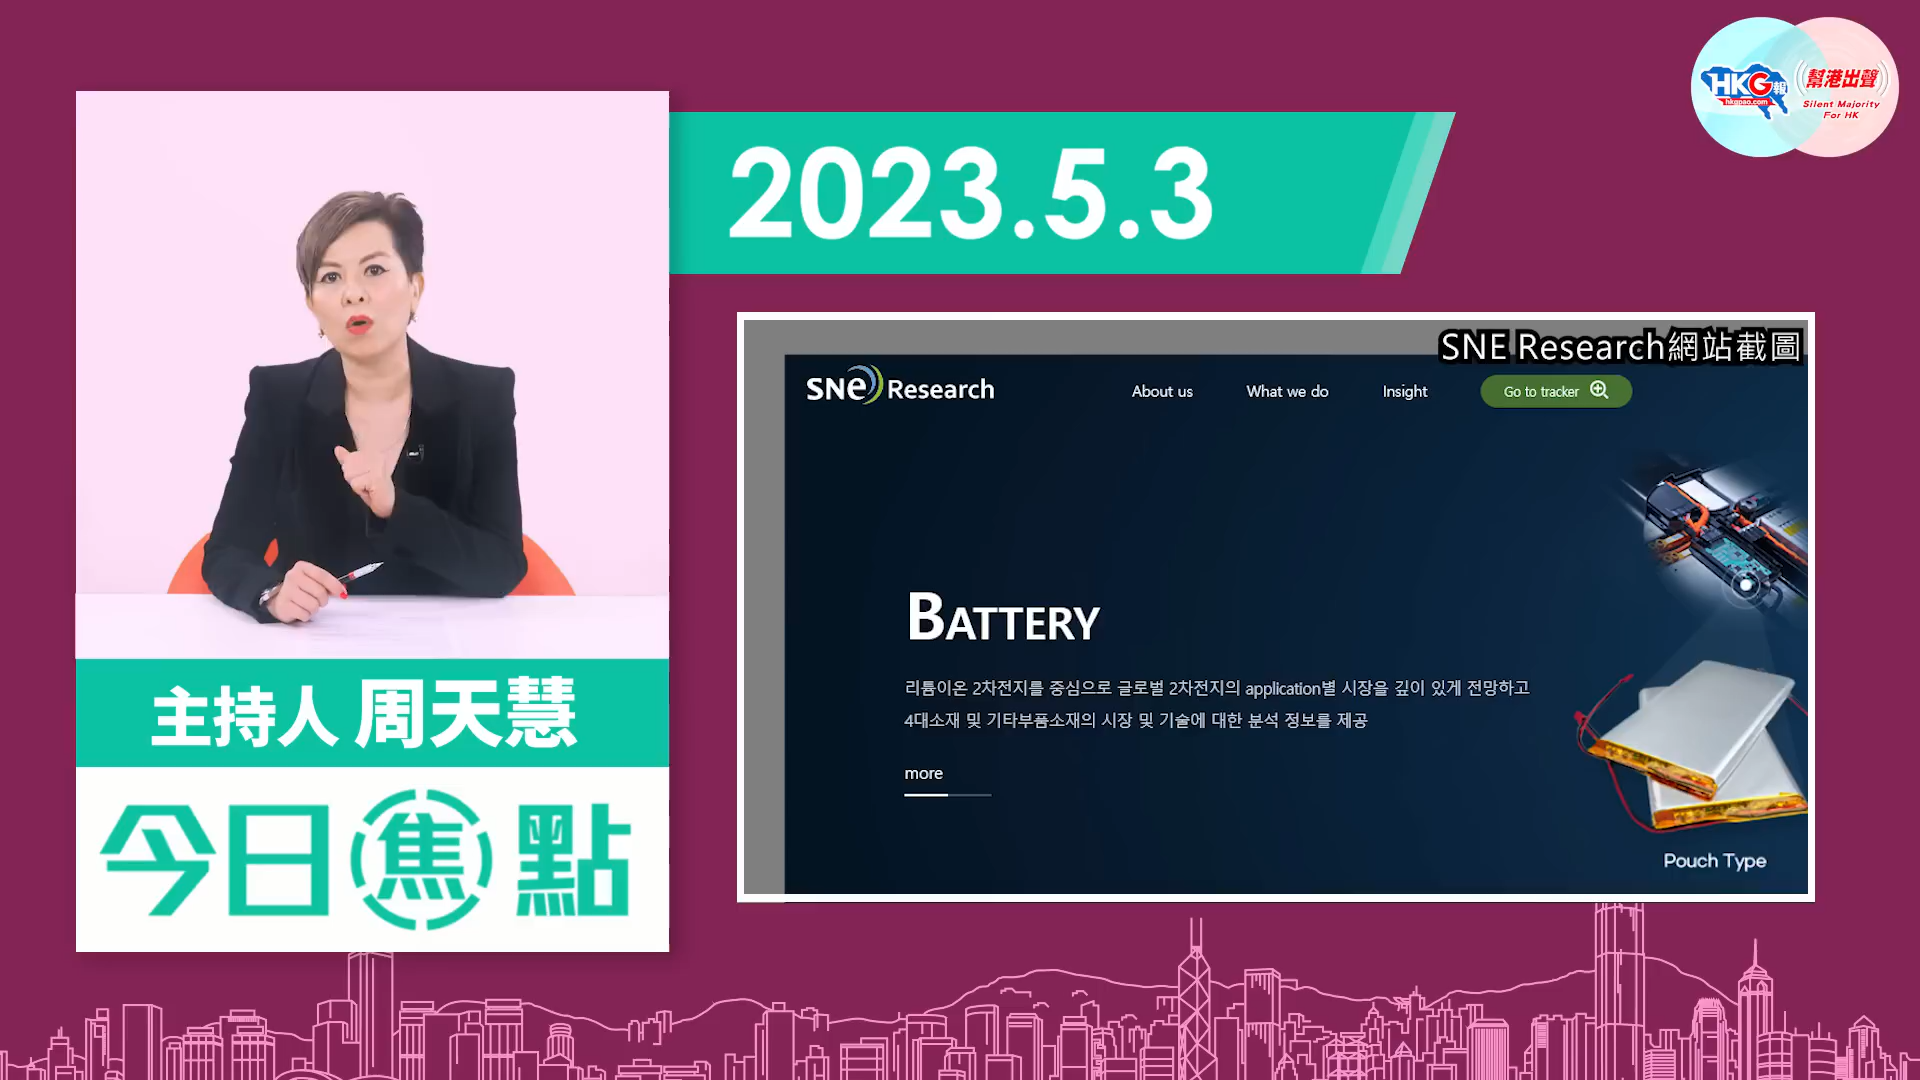 HKG報
hkgpao.com
幫港出聲
Silent Majority
For HK
2023.5.3
SNE Research網站截圖
SNe Research
About us
What we do
Insight
Go to tracker
BATTERY
리튬이온 2차전지를 중심으로 글로벌 2차전지의 application별 시장을 깊이 있게 전망하고
4대소재 및 기타부품소재의 시장 및 기술에 대한 분석 정보를 제공
more
Pouch Type
主持人 周天慧
今日焦點